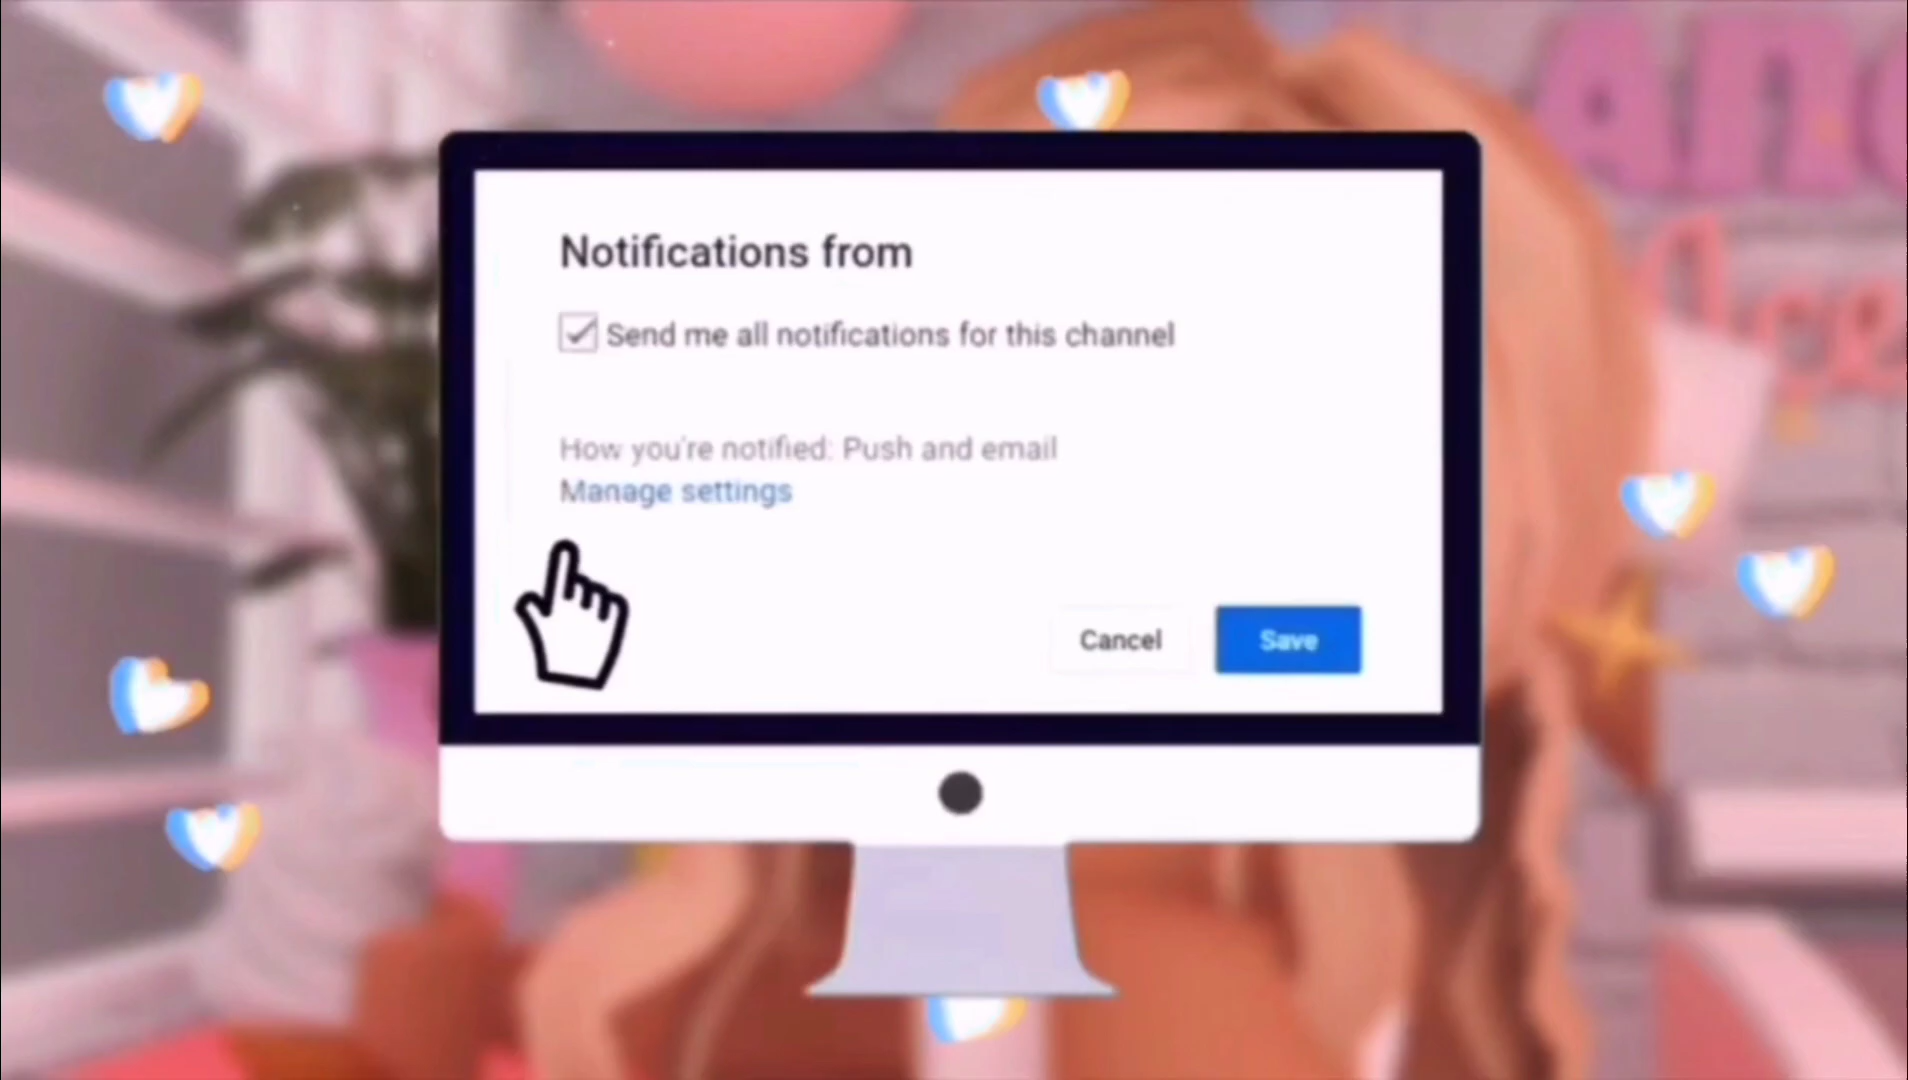 Notifications from
Send me all notifications for this channel
How you're notified: Push and email
Manage settings
Cancel
Save